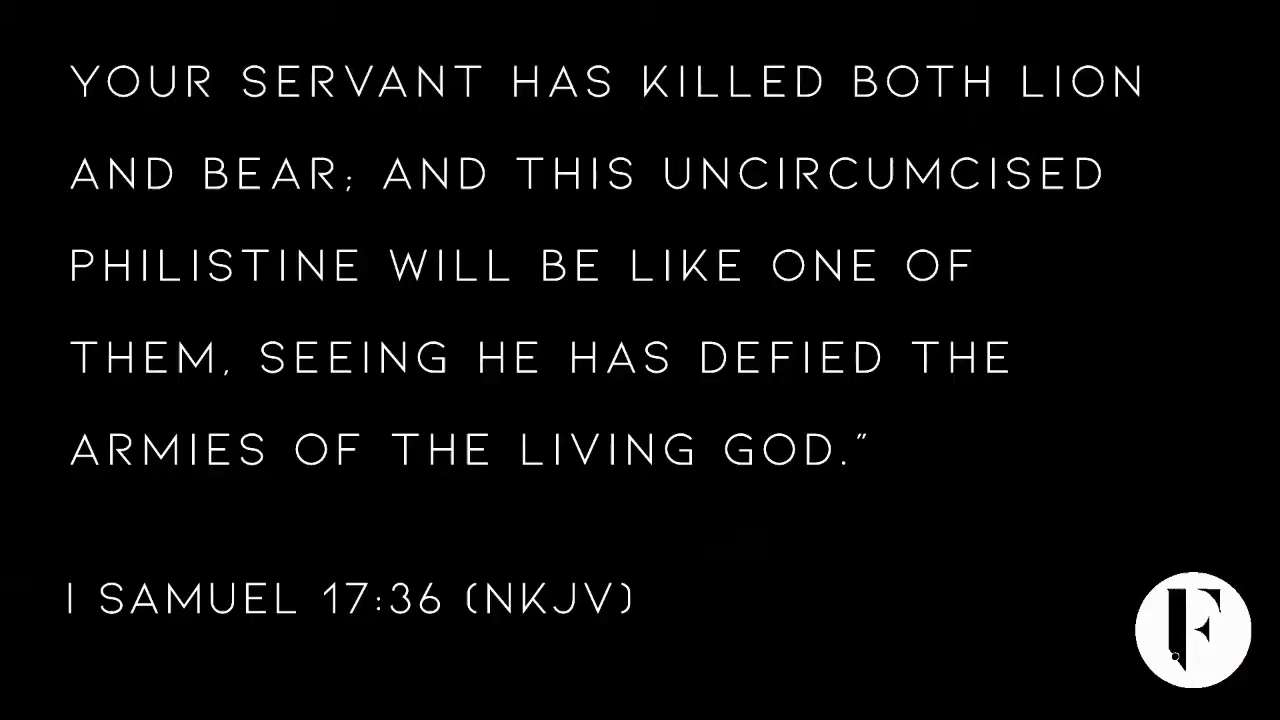 YOUR SERVANT HAS KILLED BOTH LION
AND BEAR; AND THIS UNCIRCUMCISED
PHILISTINE WILL BE LIKE ONE OF
THEM, SEEING HE HAS DEFIED THE
ARMIES OF THE LIVING GOD.”
I SAMUEL 17:36 (NKJV)
F